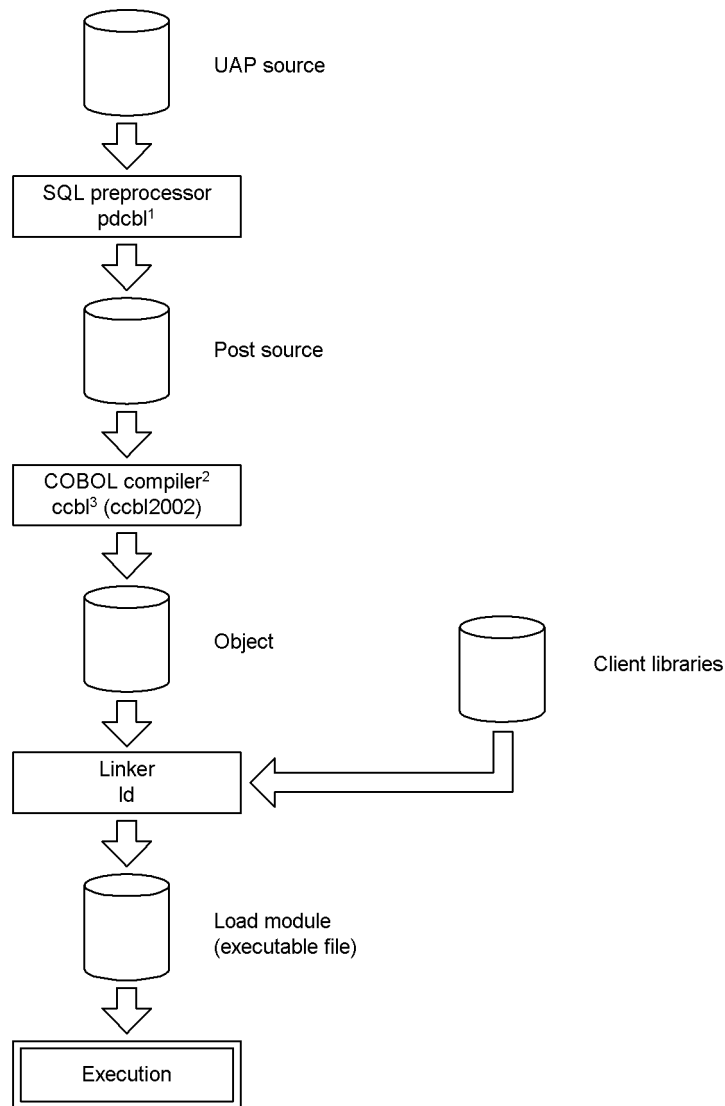 UAP source
SQL preprocessor
pdcbl¹
Post source
COBOL compiler²
ccbl³ (ccbl2002)
Object
Client libraries
Linker
ld
Load module
(executable file)
Execution